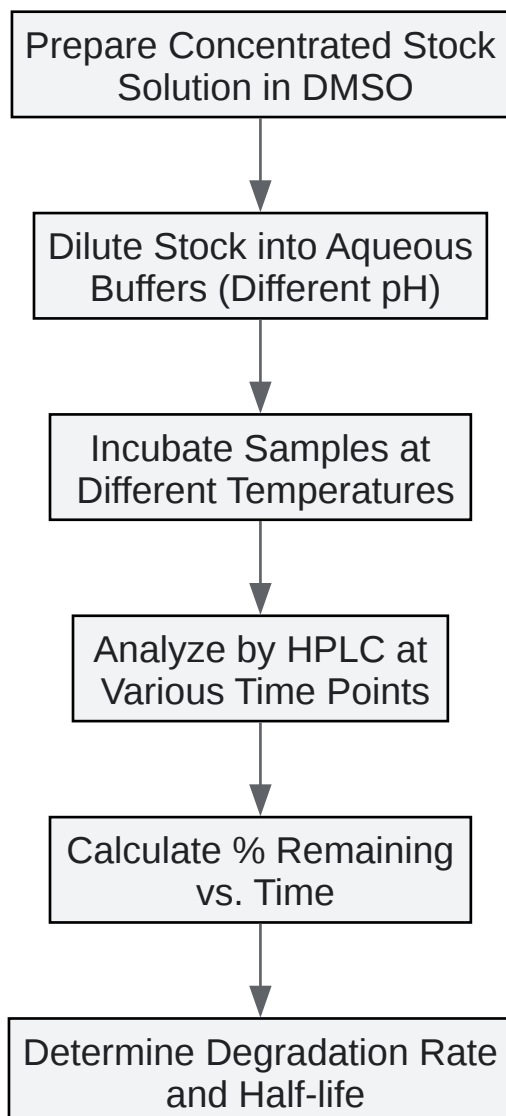 Prepare Concentrated Stock
Solution in DMSO
Dilute Stock into Aqueous
Buffers (Different pH)
Incubate Samples at
Different Temperatures
Analyze by HPLC at
Various Time Points
Calculate % Remaining
vs. Time
Determine Degradation Rate
and Half-life